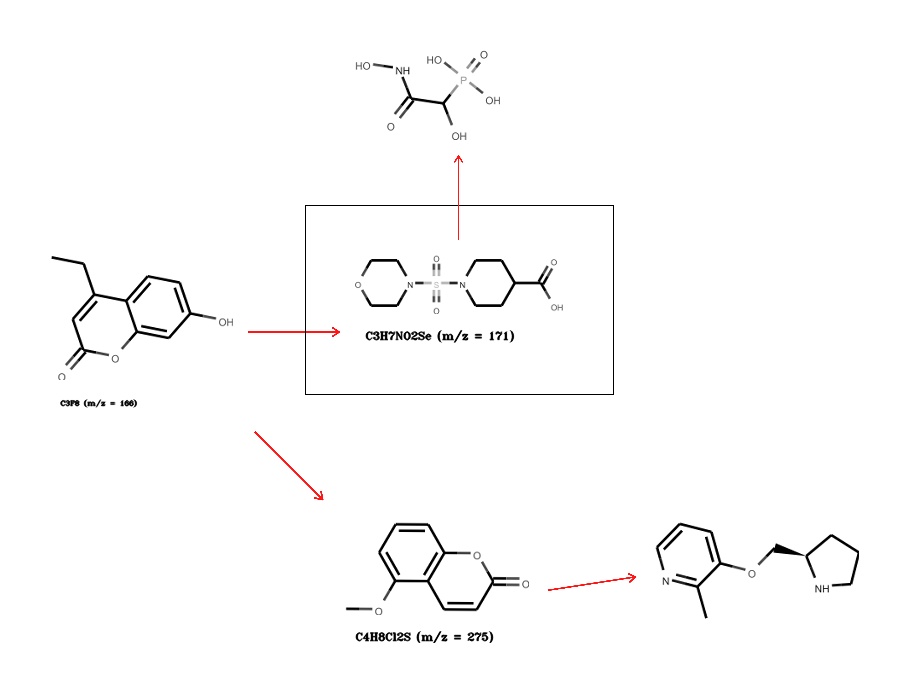 HO
NH
O
OH
HO
P
O
OH
O
N
S
O
O
N
O
OH
C3H7NO2Se (m/z = 171)
OH
O
O
C3F8 (m/z = 166)
O
O
O
C4H8Cl2S (m/z = 275)
N
O
NH